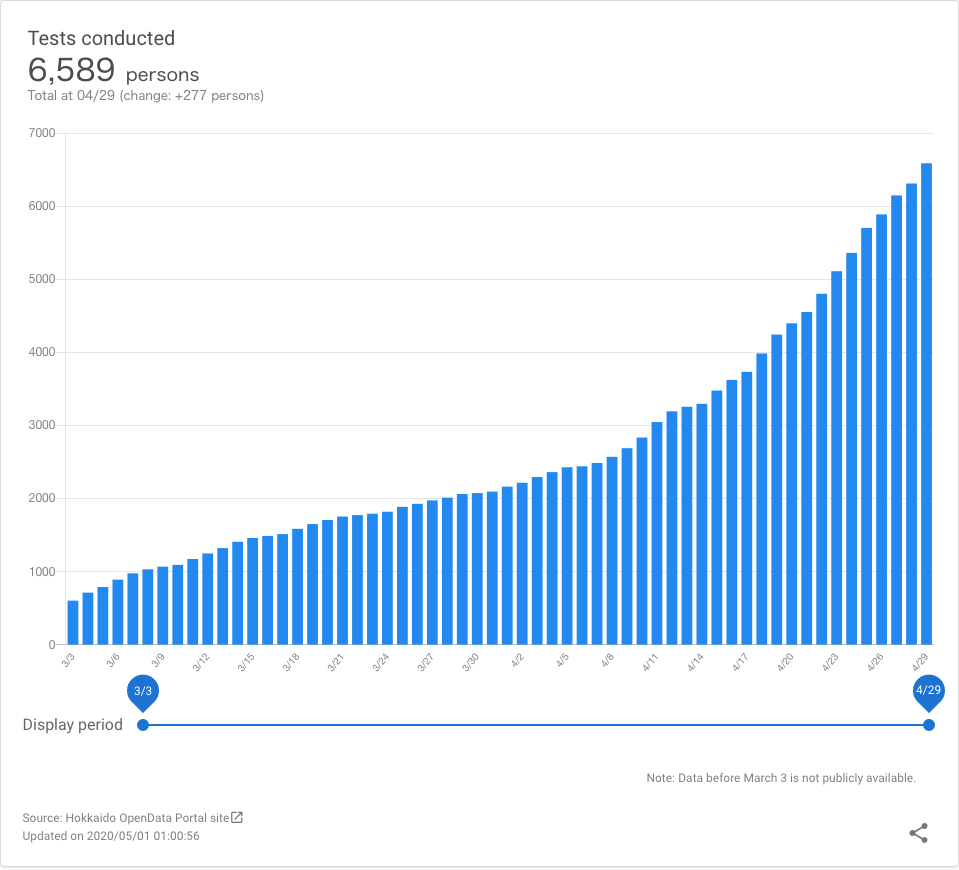 Tests conducted
6,589 persons
Total at 04/29 (change: +277 persons)
7000
6000
5000
4000
3000
2000
1000
0
3/3 3/6 3/9 3/12 3/15 3/18 3/21 3/24 3/27 3/30 4/2 4/5 4/8 4/11 4/14 4/17 4/20 4/23 4/26 4/29
3/3 4/29
Display period
Note: Data before March 3 is not publicly available.
Source: Hokkaido OpenData Portal site
Updated on 2020/05/01 01:00:56